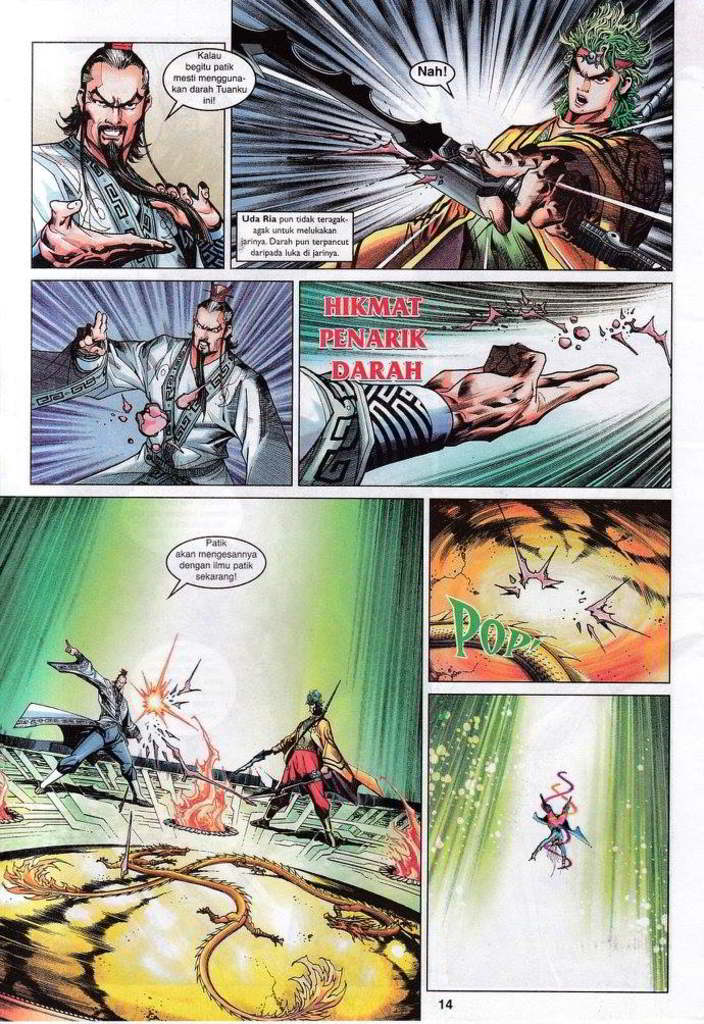 Kalau
begitu patik
mesti mengguna-
kan darah Tuanku
ini!
Nah!
Uda Ria pun tidak teragak-
agak untuk melukakan
jarinya. Darah pun terpancut
daripada luka di jarinya.
HIKMAT
PENARIK
DARAH
Patik
akan mengesannya
dengan ilmu patik
sekarang!
POP!
14